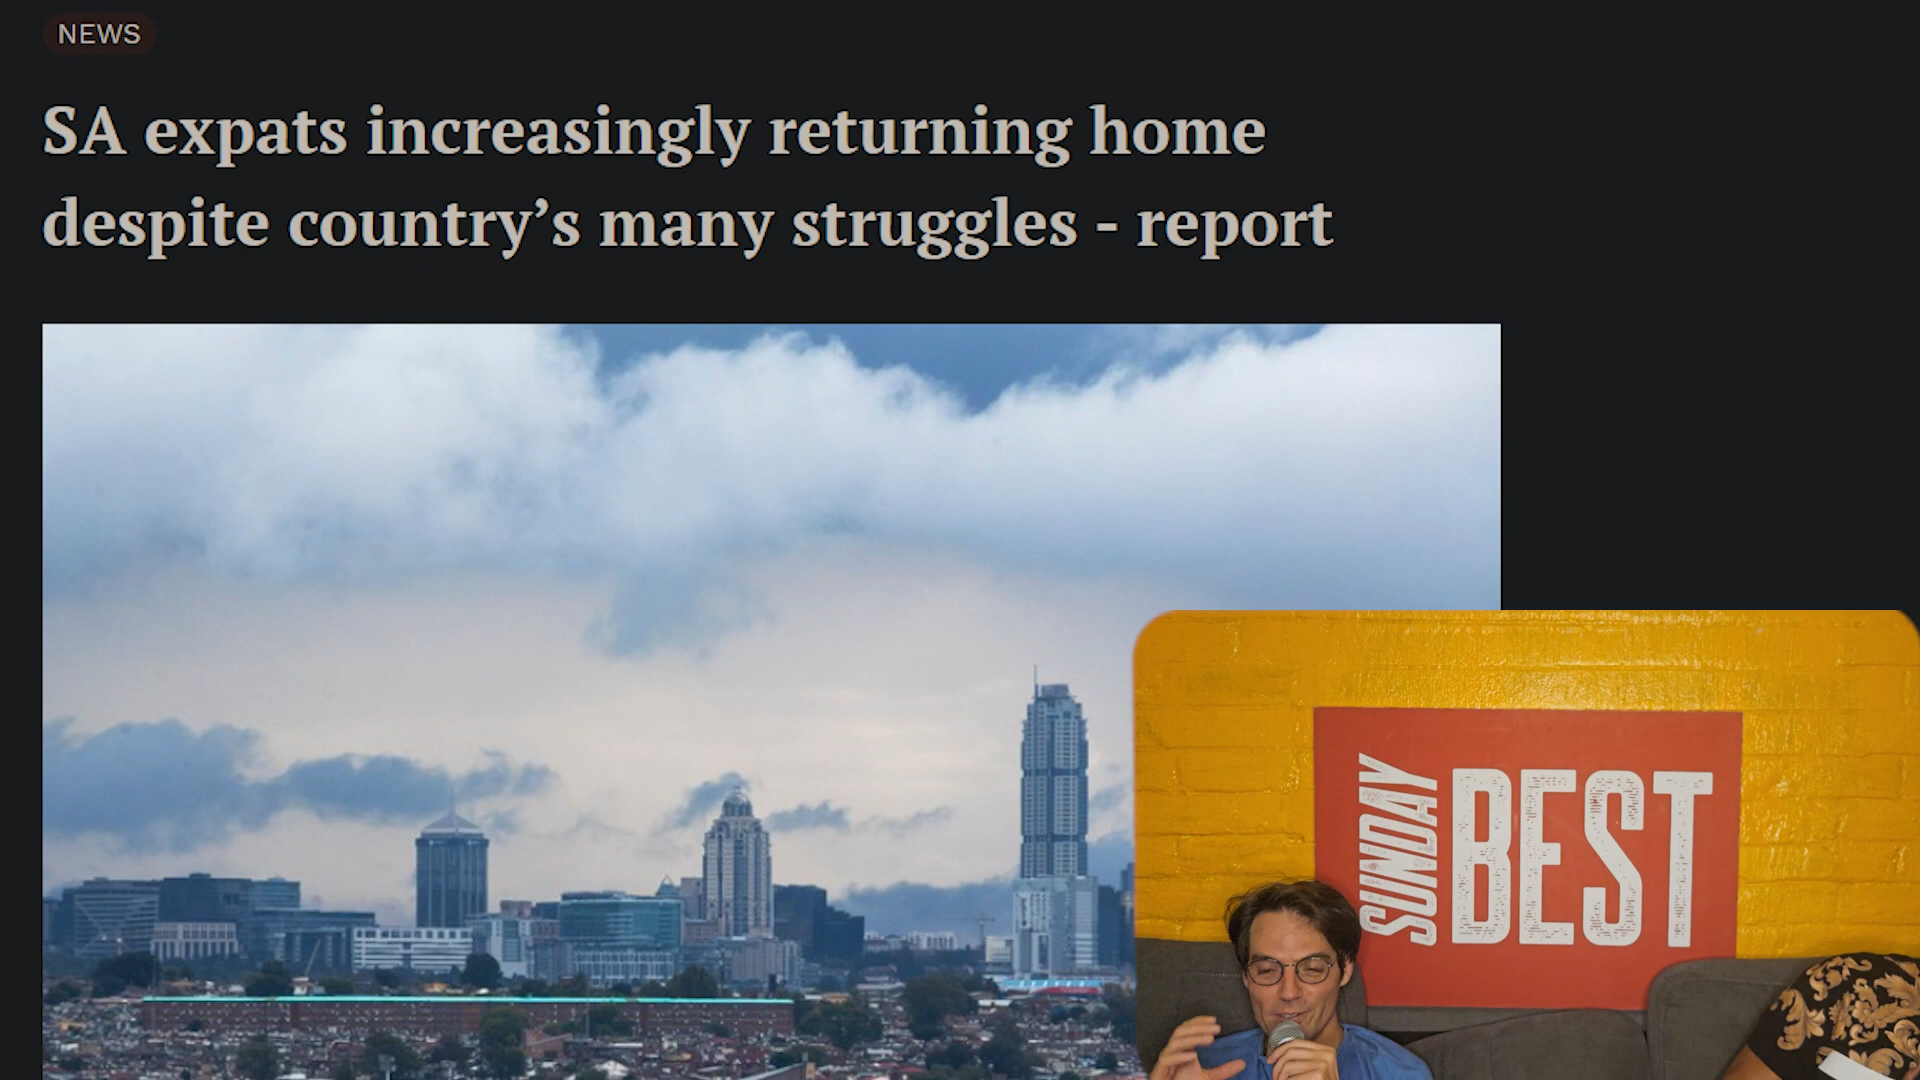 NEWS
SA expats increasingly returning home
despite country’s many struggles - report
SUNDAY
BEST